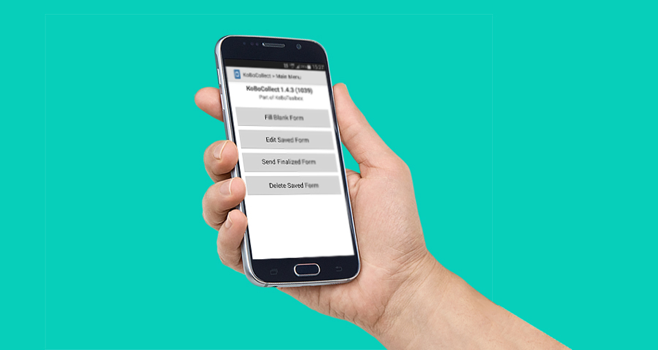 KoBoCollect > Main Menu
KoBoCollect 1.4.3 (1039)
Part of KoBoToolbox
Fill Blank Form
Edit Saved Form
Send Finalized Form
Delete Saved Form